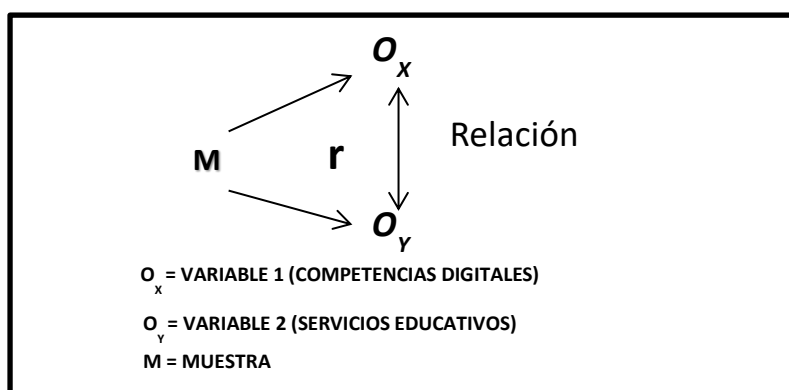 O_X
Relación
r
M
O_Y
O_X = VARIABLE 1 (COMPETENCIAS DIGITALES)
O_Y = VARIABLE 2 (SERVICIOS EDUCATIVOS)
M = MUESTRA